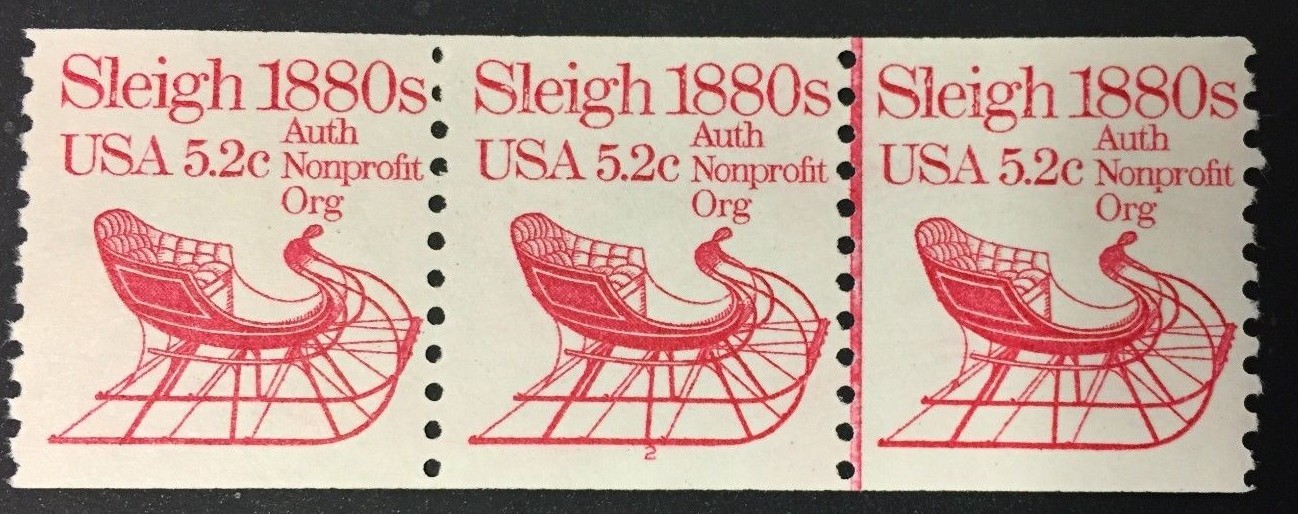 Sleigh 1880s
USA 5.2c
Auth
Nonprofit
Org
Sleigh 1880s
USA 5.2c
Auth
Nonprofit
Org
2
Sleigh 1880s
USA 5.2c
Auth
Nonprofit
Org